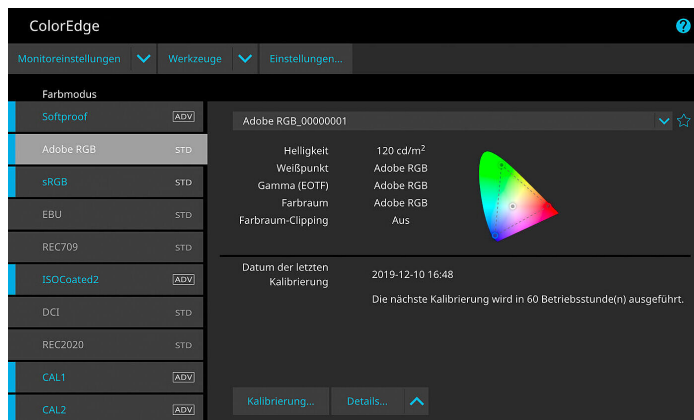 ColorEdge
?
Monitoreinstellungen Werkzeuge Einstellungen...
Farbmodus
Softproof ADV
Adobe RGB STD
sRGB STD
EBU STD
REC709 STD
ISOCoated2 ADV
DCI STD
REC2020 STD
CAL1 ADV
CAL2 ADV
Adobe RGB_00000001
Helligkeit 120 cd/m²
Weißpunkt Adobe RGB
Gamma (EOTF) Adobe RGB
Farbraum Adobe RGB
Farbraum-Clipping Aus
Datum der letzten
Kalibrierung
2019-12-10 16:48
Die nächste Kalibrierung wird in 60 Betriebsstunde(n) ausgeführt.
Kalibrierung... Details...